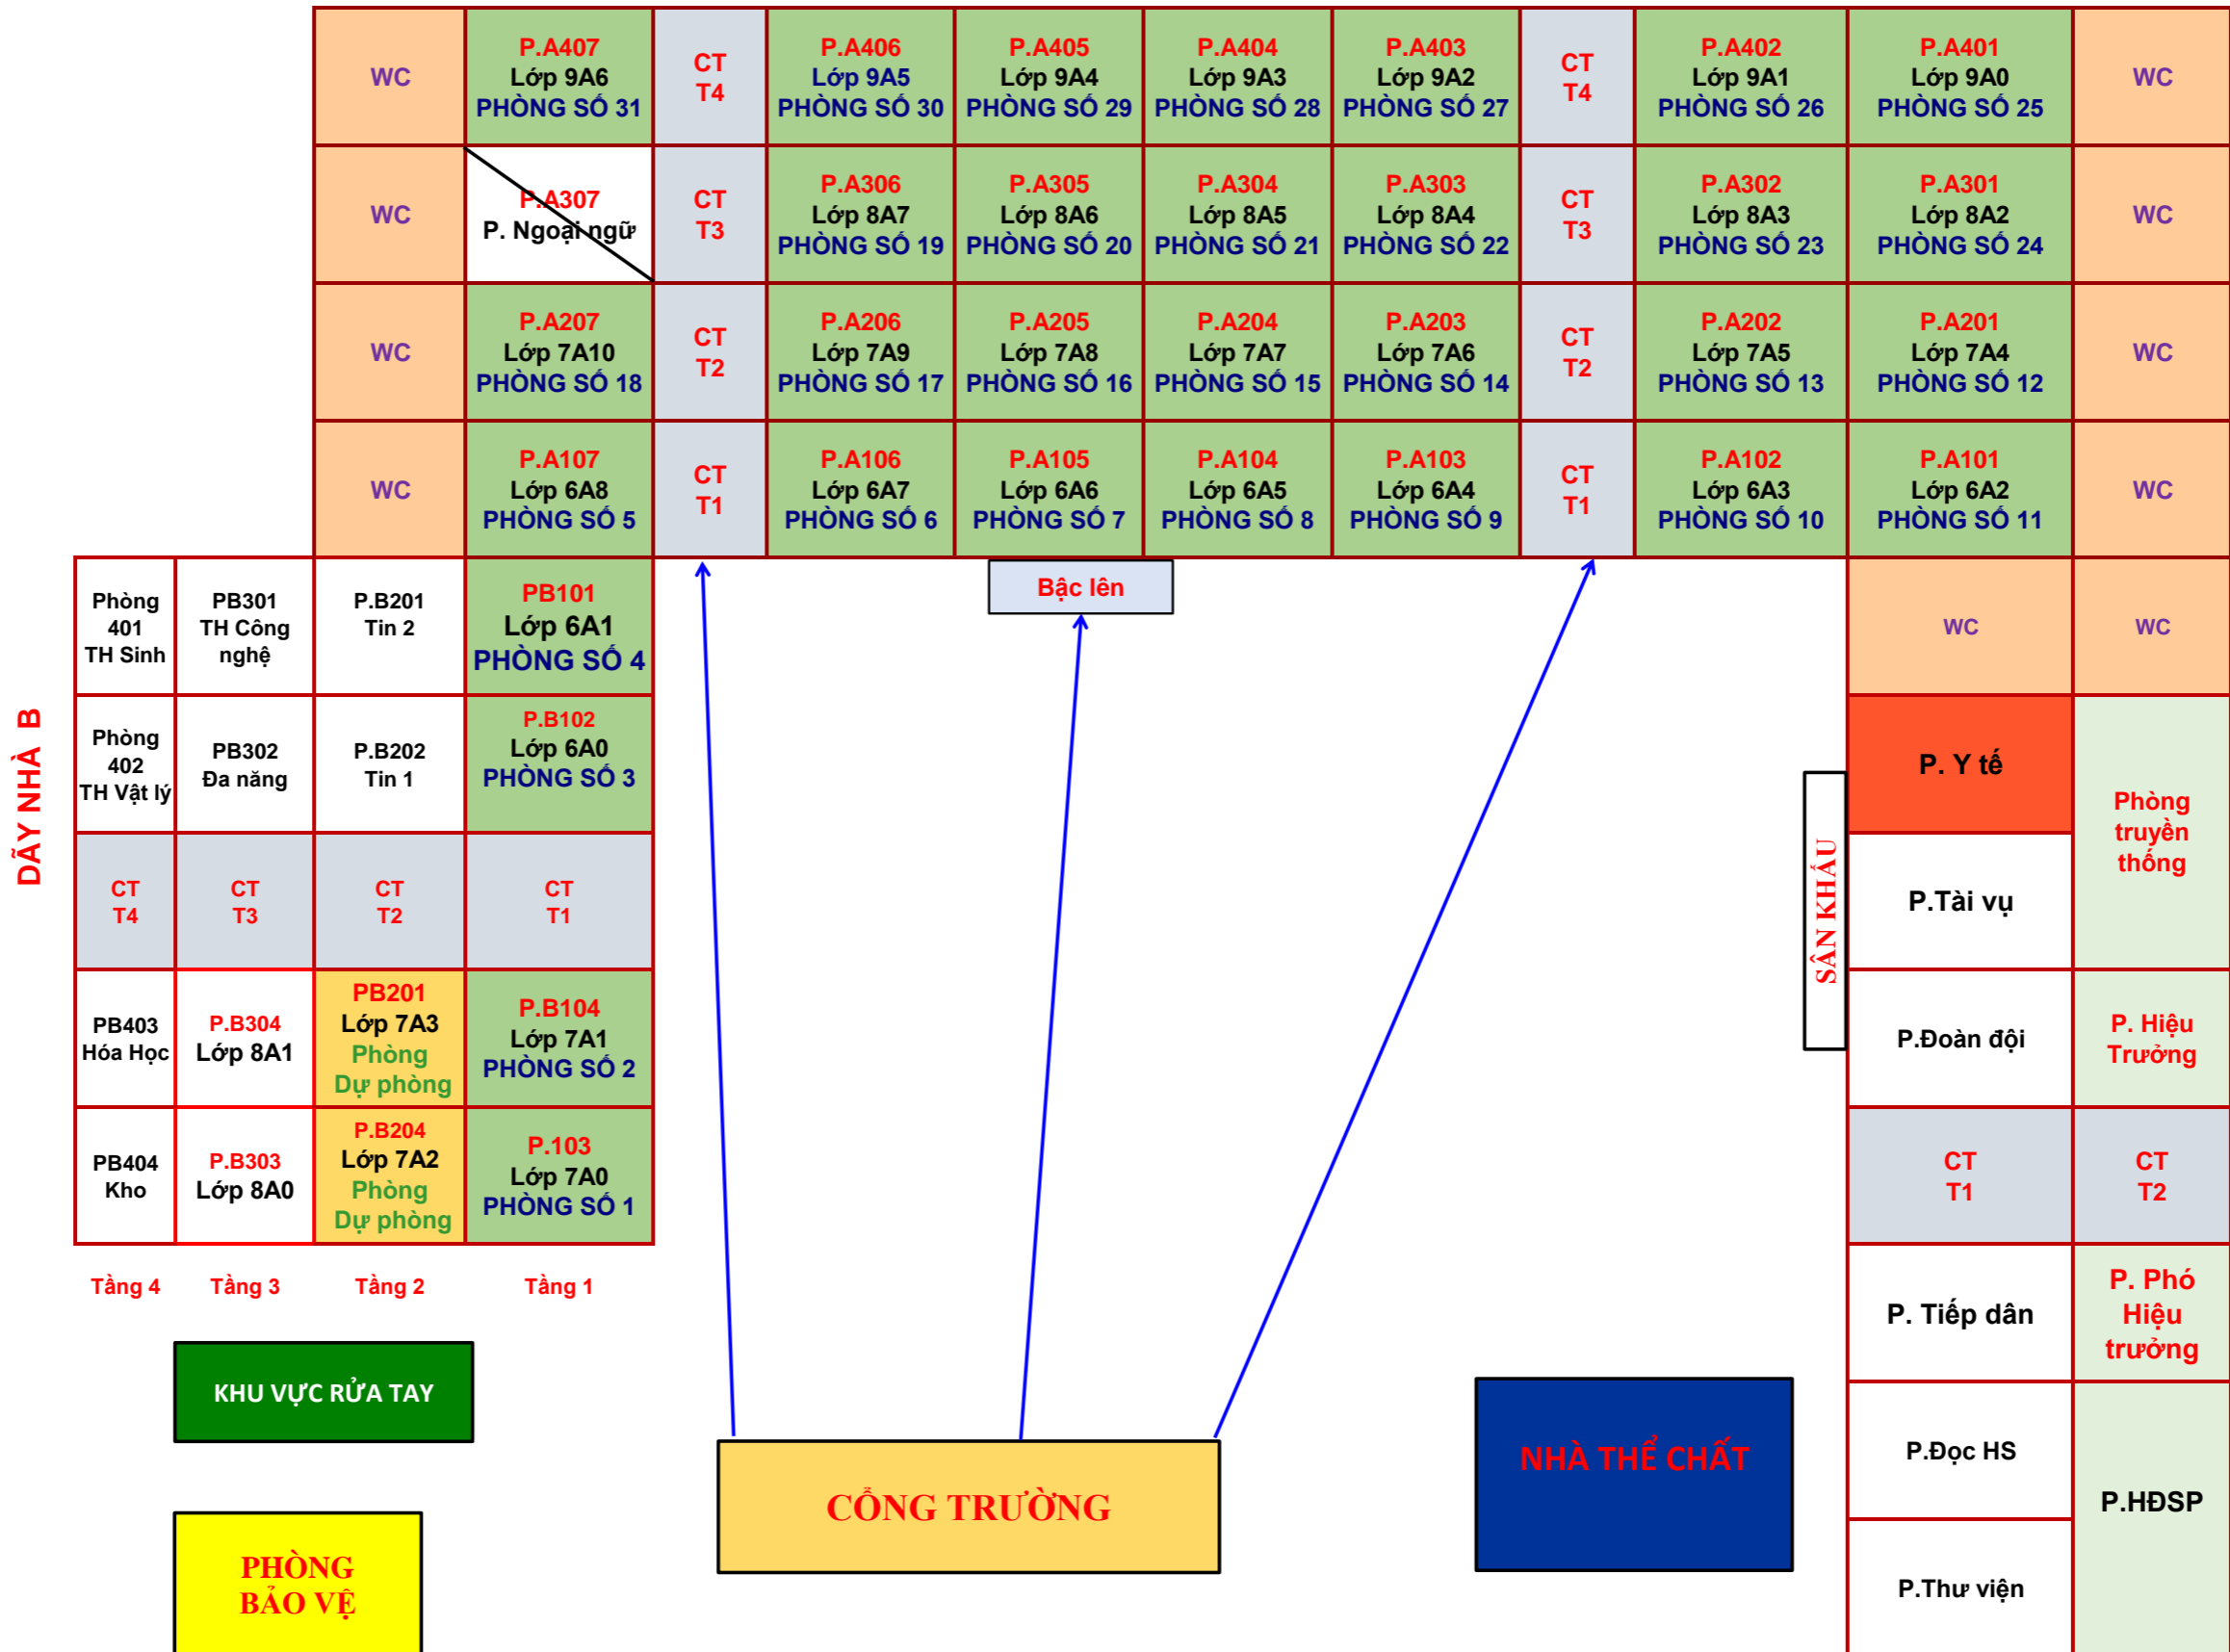 WC
P.A407
Lớp 9A6
PHÒNG SỐ 31
CT
T4
P.A406
Lớp 9A5
PHÒNG SỐ 30
P.A405
Lớp 9A4
PHÒNG SỐ 29
P.A404
Lớp 9A3
PHÒNG SỐ 28
P.A403
Lớp 9A2
PHÒNG SỐ 27
CT
T4
P.A402
Lớp 9A1
PHÒNG SỐ 26
P.A401
Lớp 9A0
PHÒNG SỐ 25
WC
WC
P.A307
P. Ngoại ngữ
CT
T3
P.A306
Lớp 8A7
PHÒNG SỐ 19
P.A305
Lớp 8A6
PHÒNG SỐ 20
P.A304
Lớp 8A5
PHÒNG SỐ 21
P.A303
Lớp 8A4
PHÒNG SỐ 22
CT
T3
P.A302
Lớp 8A3
PHÒNG SỐ 23
P.A301
Lớp 8A2
PHÒNG SỐ 24
WC
WC
P.A207
Lớp 7A10
PHÒNG SỐ 18
CT
T2
P.A206
Lớp 7A9
PHÒNG SỐ 17
P.A205
Lớp 7A8
PHÒNG SỐ 16
P.A204
Lớp 7A7
PHÒNG SỐ 15
P.A203
Lớp 7A6
PHÒNG SỐ 14
CT
T2
P.A202
Lớp 7A5
PHÒNG SỐ 13
P.A201
Lớp 7A4
PHÒNG SỐ 12
WC
WC
P.A107
Lớp 6A8
PHÒNG SỐ 5
CT
T1
P.A106
Lớp 6A7
PHÒNG SỐ 6
P.A105
Lớp 6A6
PHÒNG SỐ 7
P.A104
Lớp 6A5
PHÒNG SỐ 8
P.A103
Lớp 6A4
PHÒNG SỐ 9
CT
T1
P.A102
Lớp 6A3
PHÒNG SỐ 10
P.A101
Lớp 6A2
PHÒNG SỐ 11
WC
DÃY NHÀ B
Phòng
401
TH Sinh
PB301
TH Công
nghệ
P.B201
Tin 2
PB101
Lớp 6A1
PHÒNG SỐ 4
Bậc lên
WC
WC
Phòng
402
TH Vật lý
PB302
Đa năng
P.B202
Tin 1
P.B102
Lớp 6A0
PHÒNG SỐ 3
P. Y tế
Phòng
truyền
thống
CT
T4
CT
T3
CT
T2
CT
T1
SÂN KHẤU
P.Tài vụ
PB403
Hóa Học
P.B304
Lớp 8A1
PB201
Lớp 7A3
Phòng
Dự phòng
P.B104
Lớp 7A1
PHÒNG SỐ 2
P.Đoàn đội
P. Hiệu
Trưởng
PB404
Kho
P.B303
Lớp 8A0
P.B204
Lớp 7A2
Phòng
Dự phòng
P.103
Lớp 7A0
PHÒNG SỐ 1
CT
T1
CT
T2
Tầng 4
Tầng 3
Tầng 2
Tầng 1
P. Tiếp dân
P. Phó
Hiệu
trưởng
KHU VỰC RỬA TAY
CỔNG TRƯỜNG
NHÀ THỂ CHẤT
P.Đọc HS
P.HĐSP
PHÒNG
BẢO VỆ
P.Thư viện